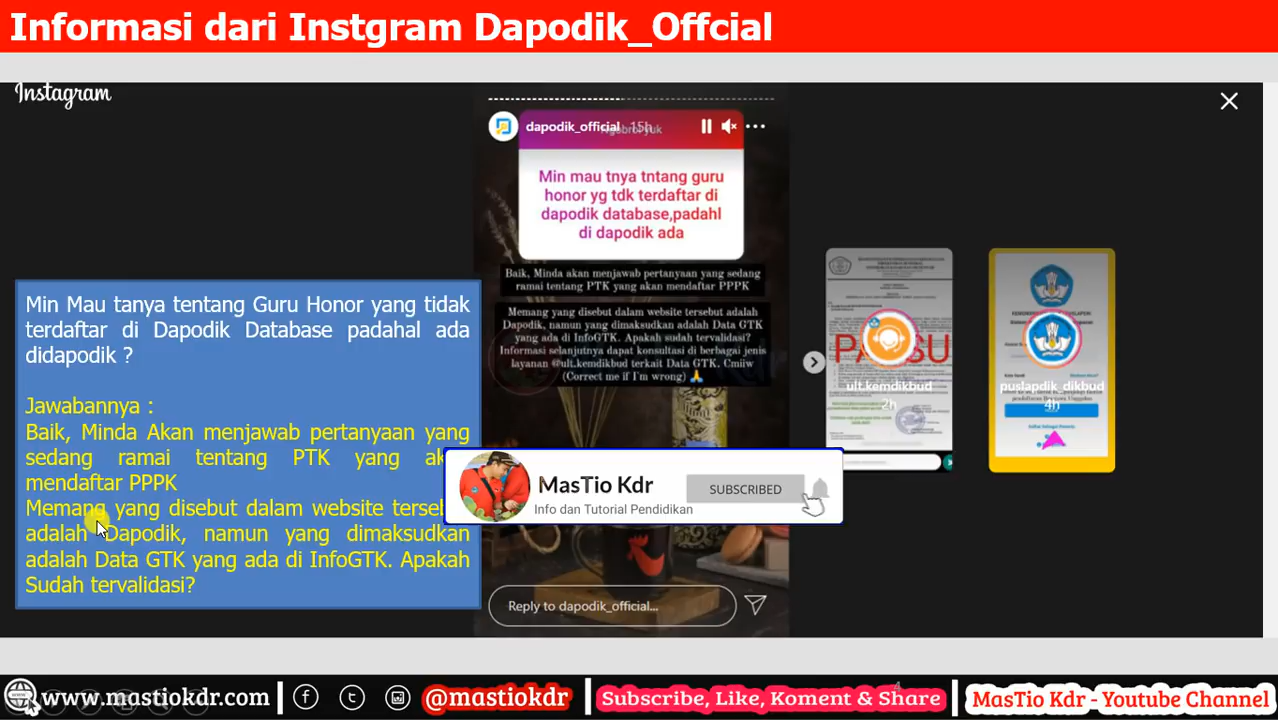 Informasi dari Instgram Dapodik_Offcial
Instagram
dapodik_official 15h
Min mau tnya tntang guru
honor yg tdk terdaftar di
dapodik database,padahl
di dapodik ada
Baik, Minda akan menjawab pertanyaan yang sedang
ramai tentang PTK yang akan mendaftar PPPK
Memang yang disebut dalam website tersebut adalah
Dapodik, namun yang dimaksudkan adalah Data GTK
yang ada di InfoGTK. Apakah sudah tervalidasi?
Informasi selanjutnya dapat konsultasi di berbagai jenis
layanan @ult.kemdikbud terkait Data GTK. Cmiiw
(Correct me if I'm wrong) 🙏
Min Mau tanya tentang Guru Honor yang tidak
terdaftar di Dapodik Database padahal ada
didapodik ?
Jawabannya :
Baik, Minda Akan menjawab pertanyaan yang
sedang ramai tentang PTK yang
mendaftar PPPK
Memang yang disebut dalam website
adalah Dapodik, namun yang dimaksudkan
adalah Data GTK yang ada di InfoGTK. Apakah
Sudah tervalidasi?
ult.kemdikbud
2h
puslapdik_dikbud
4h
MasTio Kdr
Info dan Tutorial Pendidikan
SUBSCRIBED
Reply to dapodik_official...
www.mastiokdr.com
@mastiokdr
Subscribe, Like, Koment & Share
MasTio Kdr - Youtube Channel